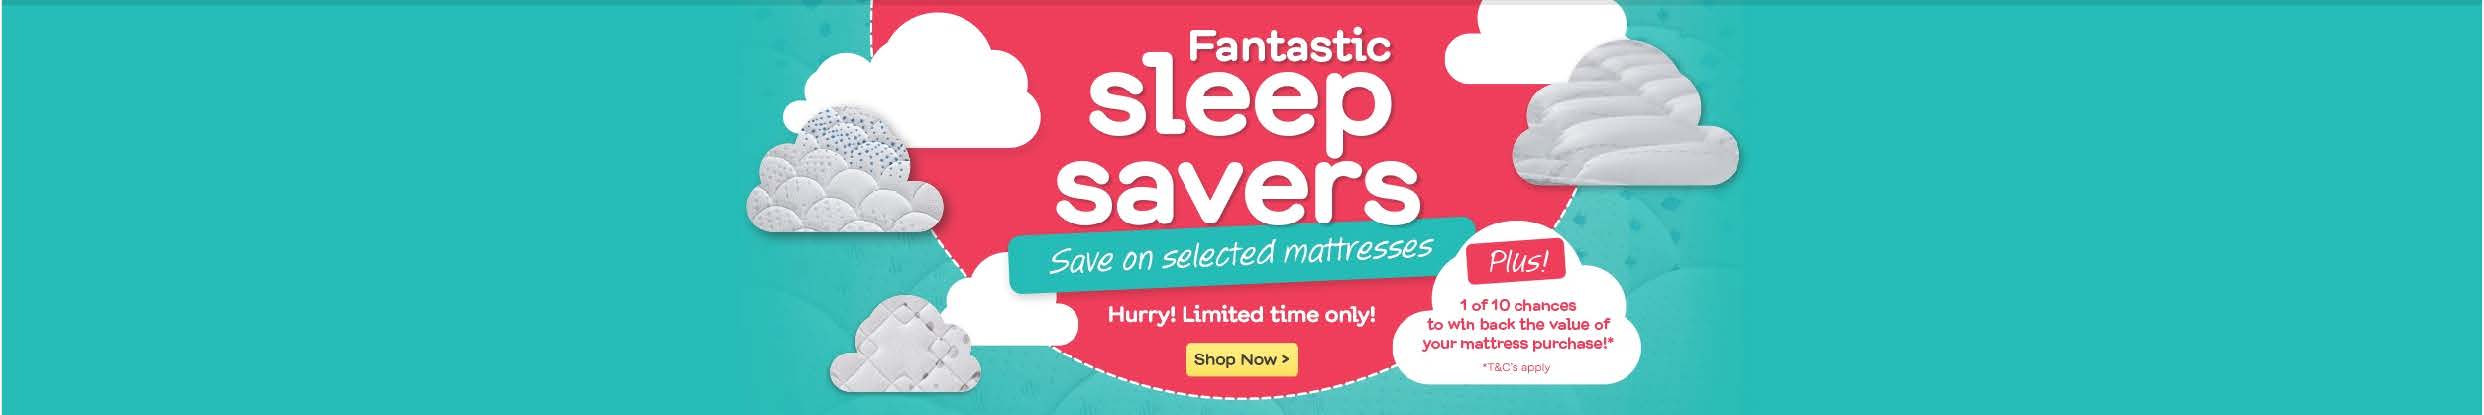 Fantastic
sleep
savers
Save on selected mattresses
Hurry! Limited time only!
Shop Now >
Plus!
1 of 10 chances
to win back the value of
your mattress purchase!*
*T&C's apply